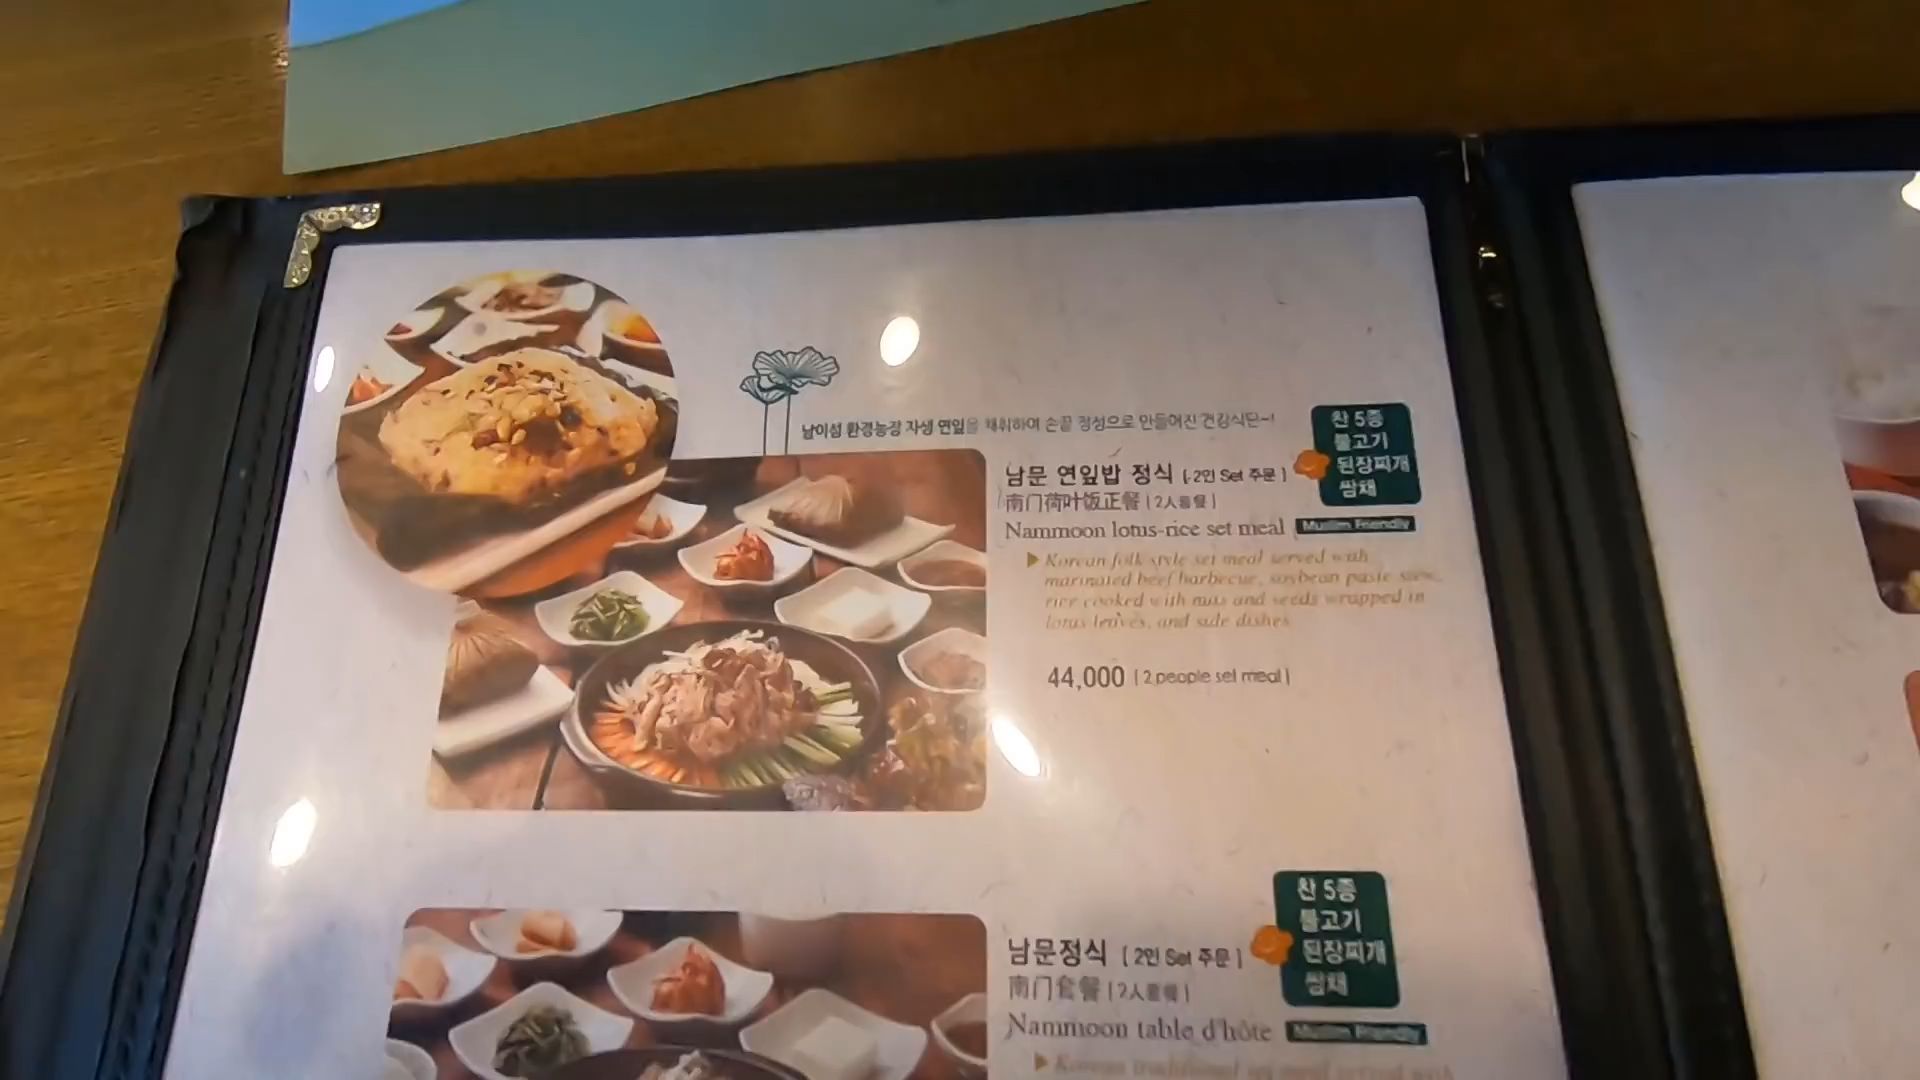 남이섬 환경농장 자생 연잎을 채취하여 손끝 정성으로 만들어진 건강식단~!
찬 5종
불고기
된장찌개
쌈채
남문 연잎밥 정식 [ 2인 Set 주문 ]
南门荷叶饭正餐 [ 2人套餐 ]
Nammoon lotus-rice set meal Muslim Friendly
Korean folk style set meal served with
marinated beef barbecue, soybean paste stew,
rice cooked with nuts and seeds wrapped in
lotus leaves, and side dishes
44,000 [ 2 people set meal ]
찬 5종
불고기
된장찌개
쌈채
남문정식 [ 2인 Set 주문 ]
南门套餐 [ 2人套餐 ]
Nammoon table d'hôte Muslim Friendly
Korean traditional set meal served with